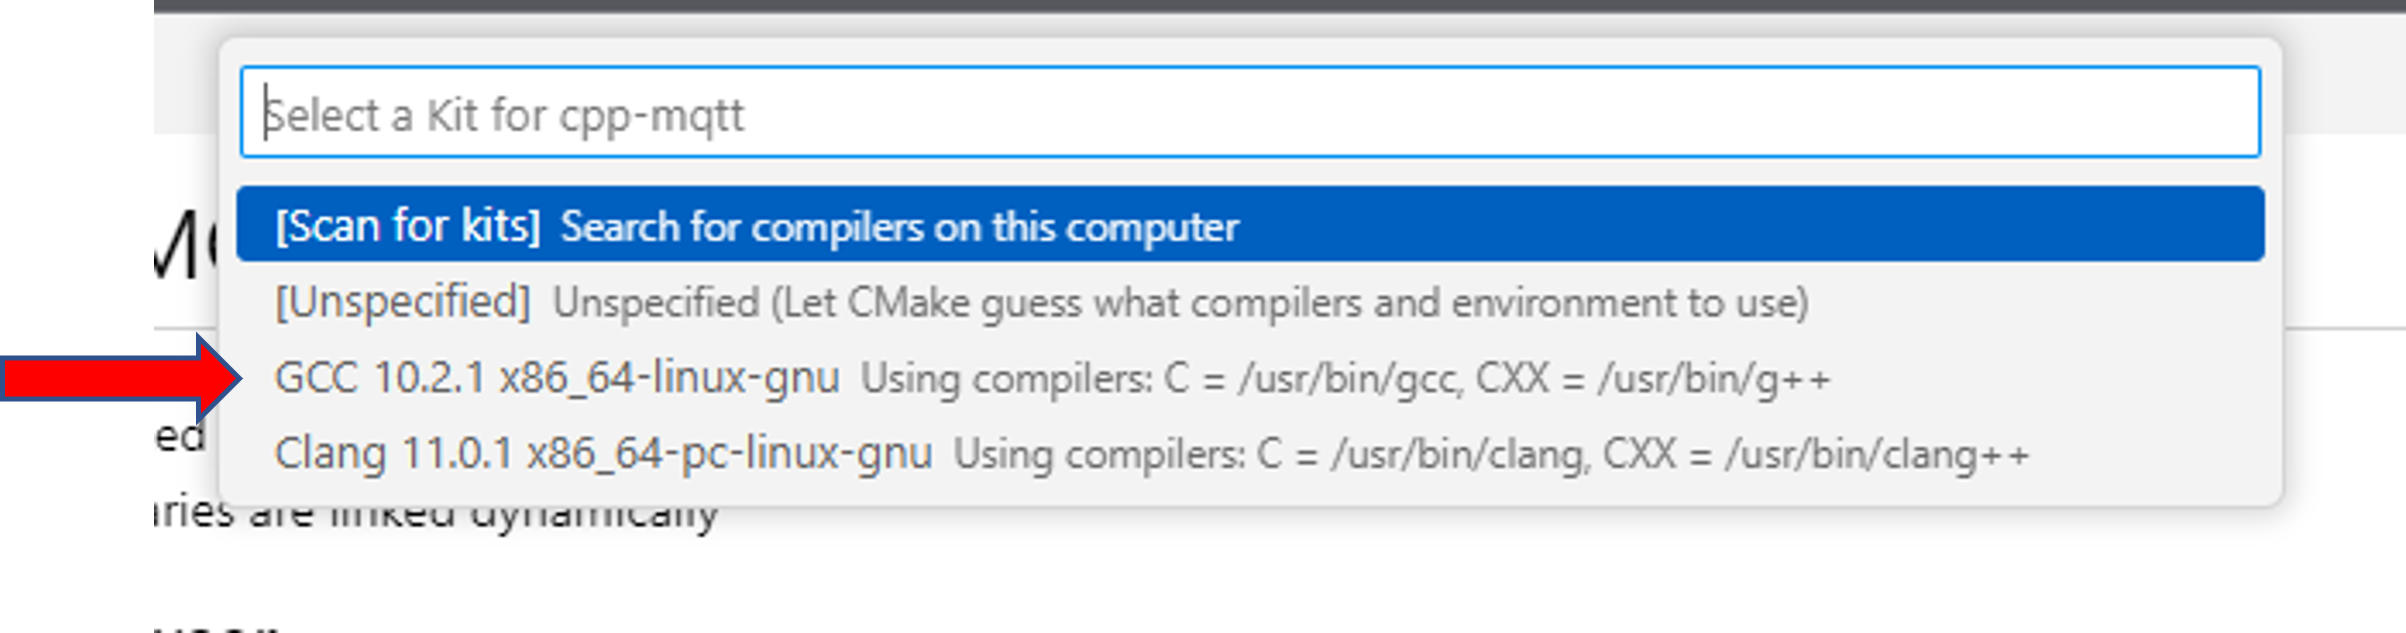 Select a Kit for cpp-mqtt
[Scan for kits] Search for compilers on this computer
[Unspecified] Unspecified (Let CMake guess what compilers and environment to use)
GCC 10.2.1 x86_64-linux-gnu Using compilers: C = /usr/bin/gcc, CXX = /usr/bin/g++
ed
Clang 11.0.1 x86_64-pc-linux-gnu Using compilers: C = /usr/bin/clang, CXX = /usr/bin/clang++
ries are linked dynamically